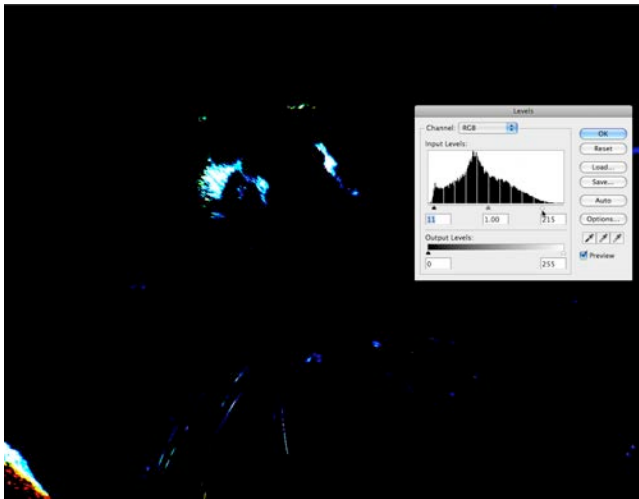 Levels
Channel: RGB
OK
Input Levels:
Reset
Load...
Save...
Auto
11 1.00 215
Options...
Output Levels:
Preview
0 255